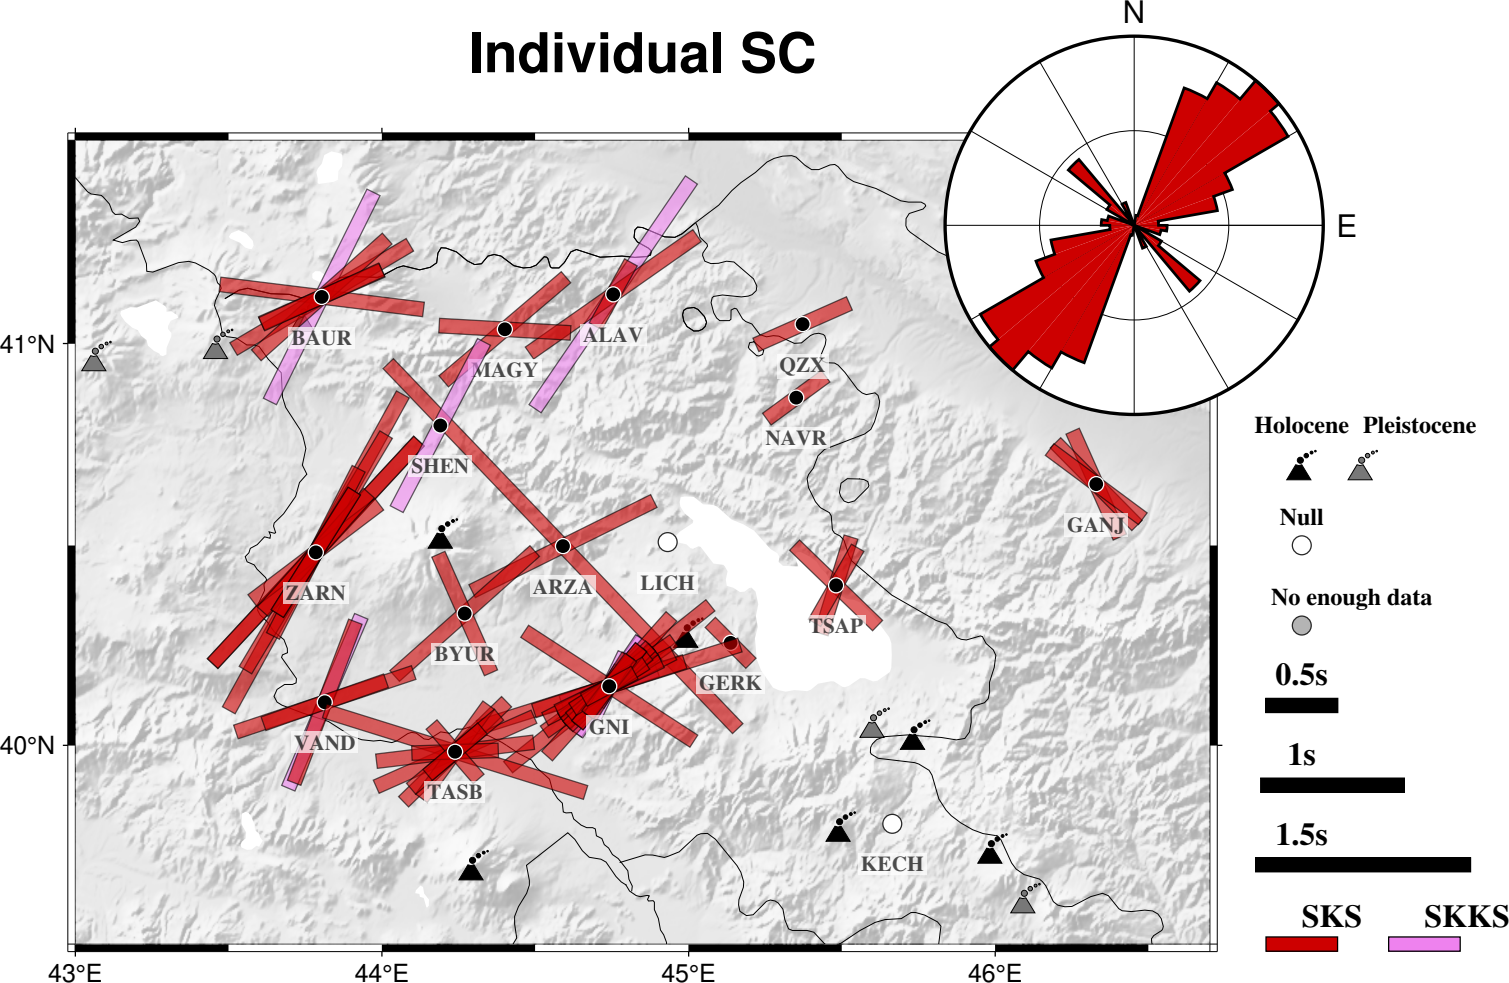 Individual SC
N
E
BAUR
ALAV
MAGY
QZX
NAVR
SHEN
GANJ
ZARN
ARZA
LICH
TSAP
BYUR
GERK
GNI
VAND
TASB
KECH
41°N
40°N
43°E
44°E
45°E
46°E
Holocene Pleistocene
Null
No enough data
0.5s
1s
1.5s
SKS SKKS